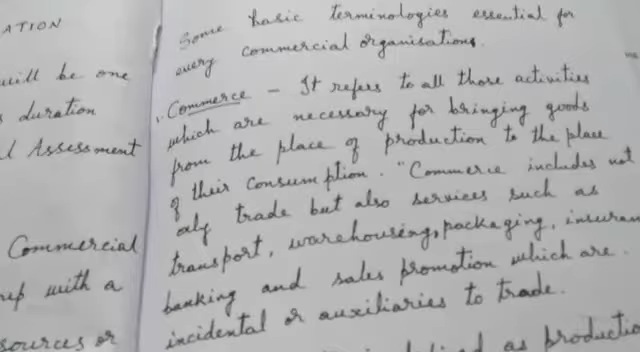 ATION
will be one
duration
Assessment
Commercial
with a
sources or
Some basic terminologies essential for
every commercial organisations.
"Commerce - It refers to all those activities
which are necessary for bringing goods
from the place of production to the place
of their consumption. "Commerce includes not
only trade but also services such as
transport, warehousing, packaging, insuran
banking and sales promotion which are
incidental or auxiliaries to trade.
as production